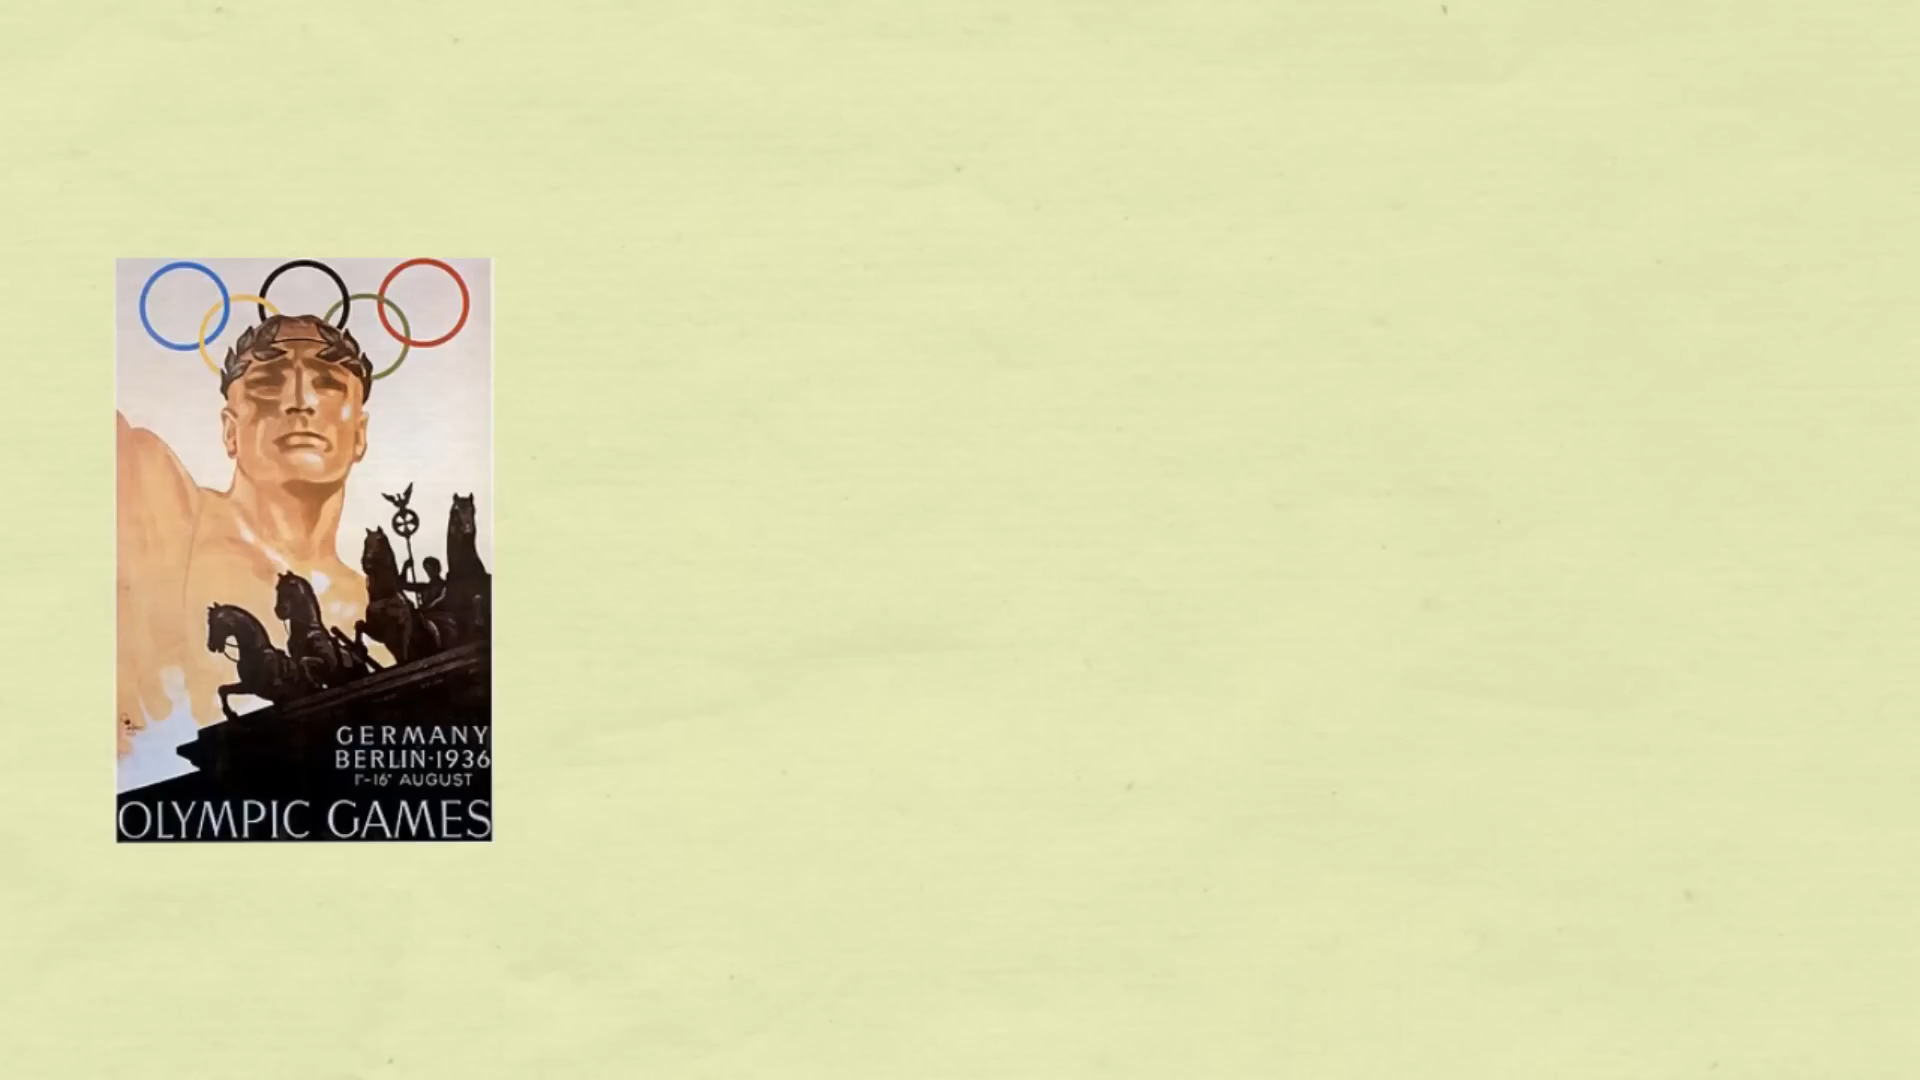 GERMANY
BERLIN·1936
1ˢᵗ-16ᵗʰ AUGUST
OLYMPIC GAMES